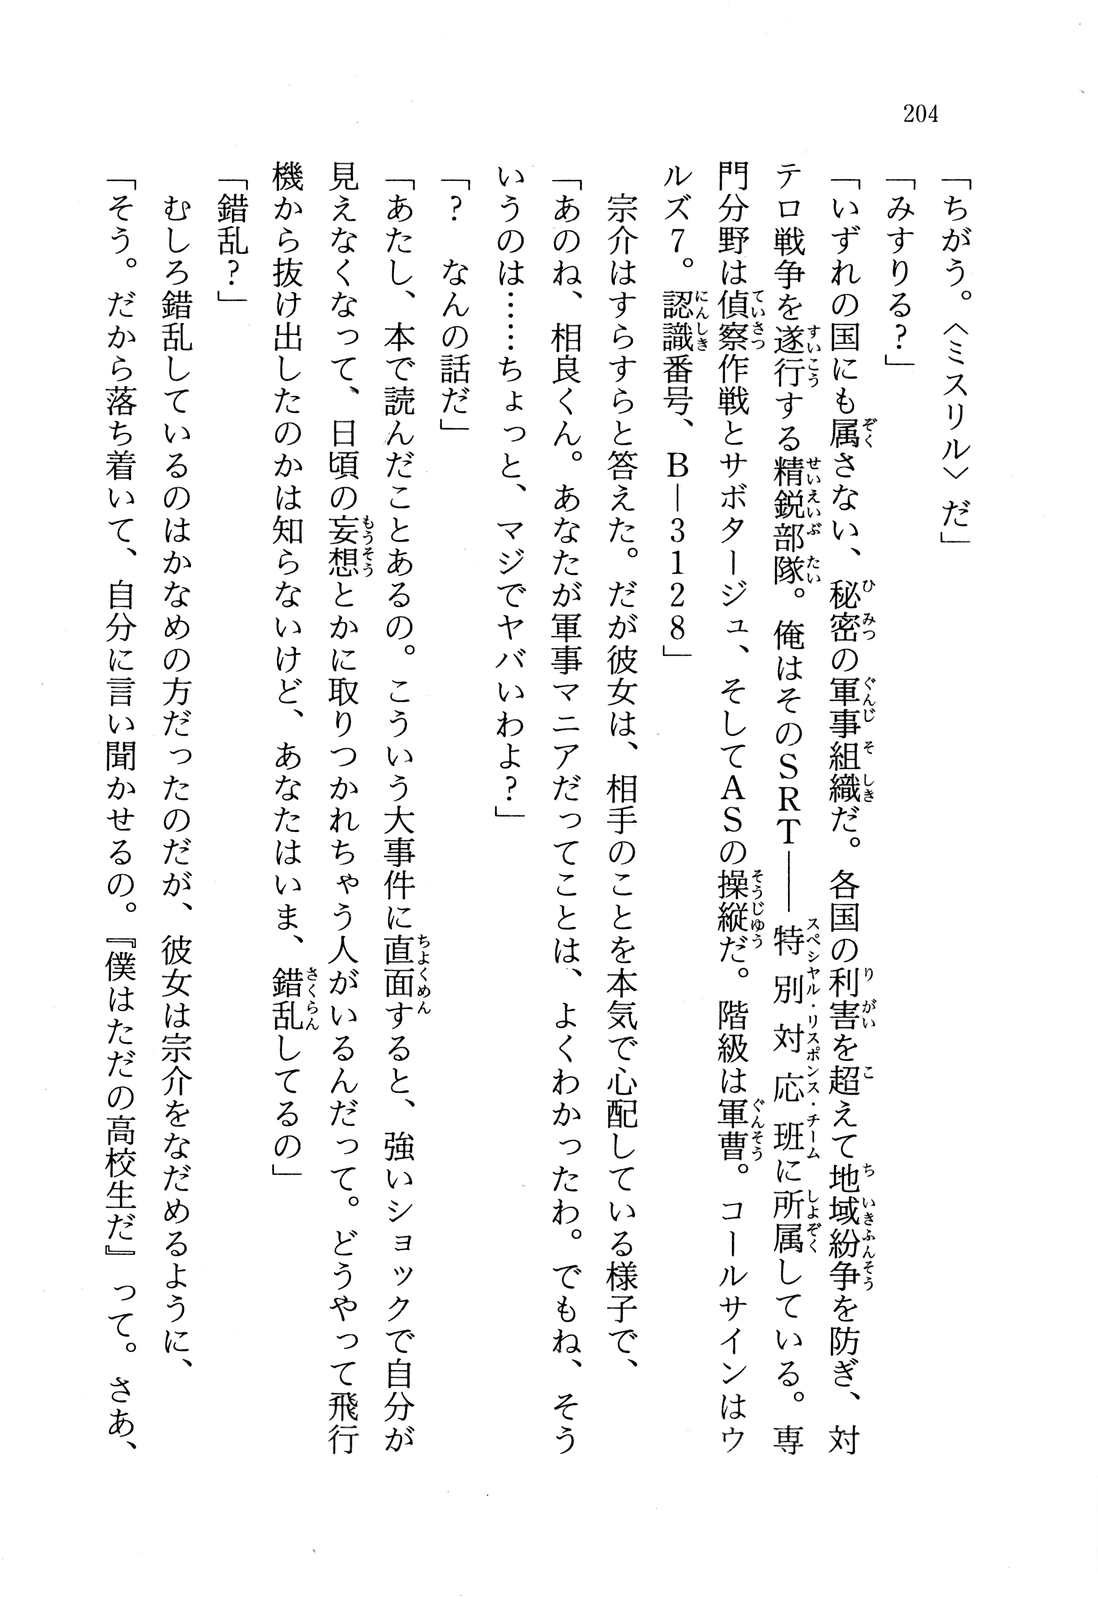 204
「ちがう。〈ミスリル〉だ」
「みすりる？」
「いずれの国にも属さない、秘密の軍事組織だ。各国の利害を超えて地域紛争を防ぎ、対
テロ戦争を遂行する精鋭部隊。俺はそのSRT――特別対応班に所属している。専
門分野は偵察作戦とサボタージュ、そしてASの操縦だ。階級は軍曹。コールサインはウ
ルズ7。認識番号、B―3128」
　宗介はすらすらと答えた。だが彼女は、相手のことを本気で心配している様子で、
「あのね、相良くん。あなたが軍事マニアだってことは、よくわかったわ。でもね、そう
いうのは……ちょっと、マジでヤバいわよ？」
「？　なんの話だ」
「あたし、本で読んだことあるの。こういう大事件に直面すると、強いショックで自分が
見えなくなって、日頃の妄想とかに取りつかれちゃう人がいるんだって。どうやって飛行
機から抜け出したのかは知らないけど、あなたはいま、錯乱してるの」
「錯乱？」
　むしろ錯乱しているのはかなめの方だったのだが、彼女は宗介をなだめるように、
「そう。だから落ち着いて、自分に言い聞かせるの。『僕はただの高校生だ』って。さあ、